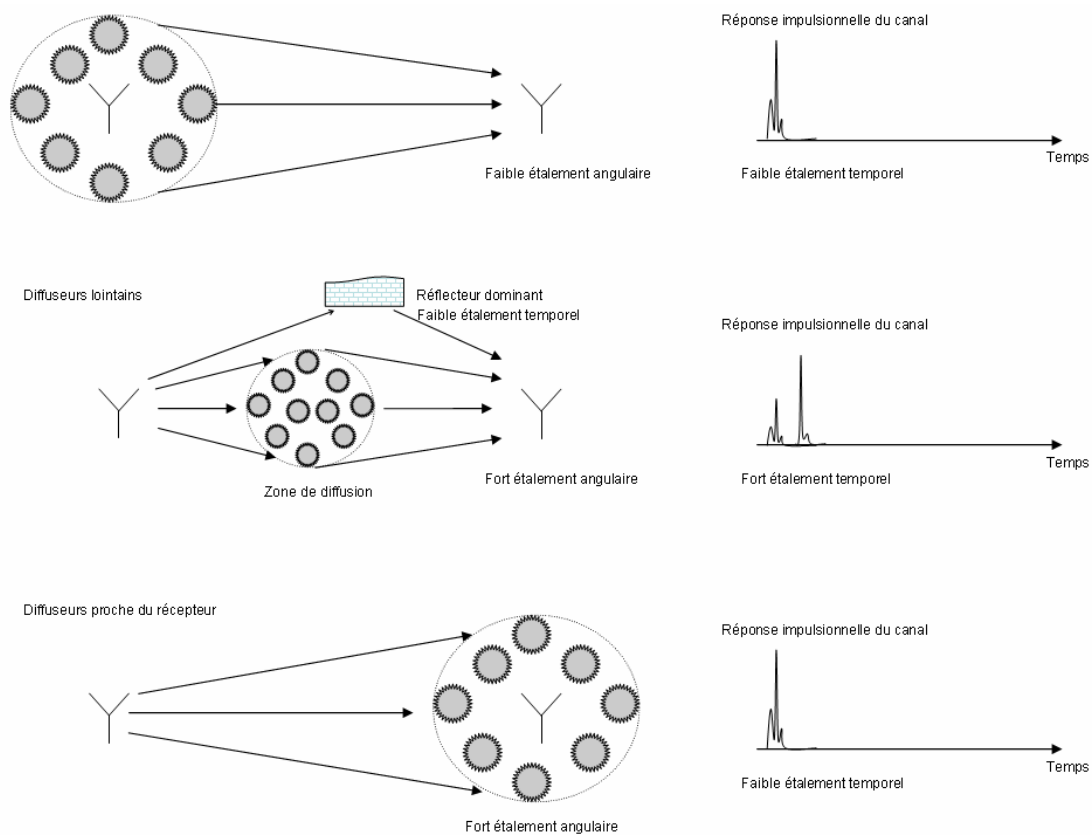 Réponse impulsionnelle du canal
Temps
Faible étalement angulaire
Faible étalement temporel
Diffuseurs lointains
Réflecteur dominant
Faible étalement temporel
Réponse impulsionnelle du canal
Temps
Zone de diffusion
Fort étalement angulaire
Fort étalement temporel
Diffuseurs proche du récepteur
Réponse impulsionnelle du canal
Temps
Faible étalement temporel
Fort étalement angulaire